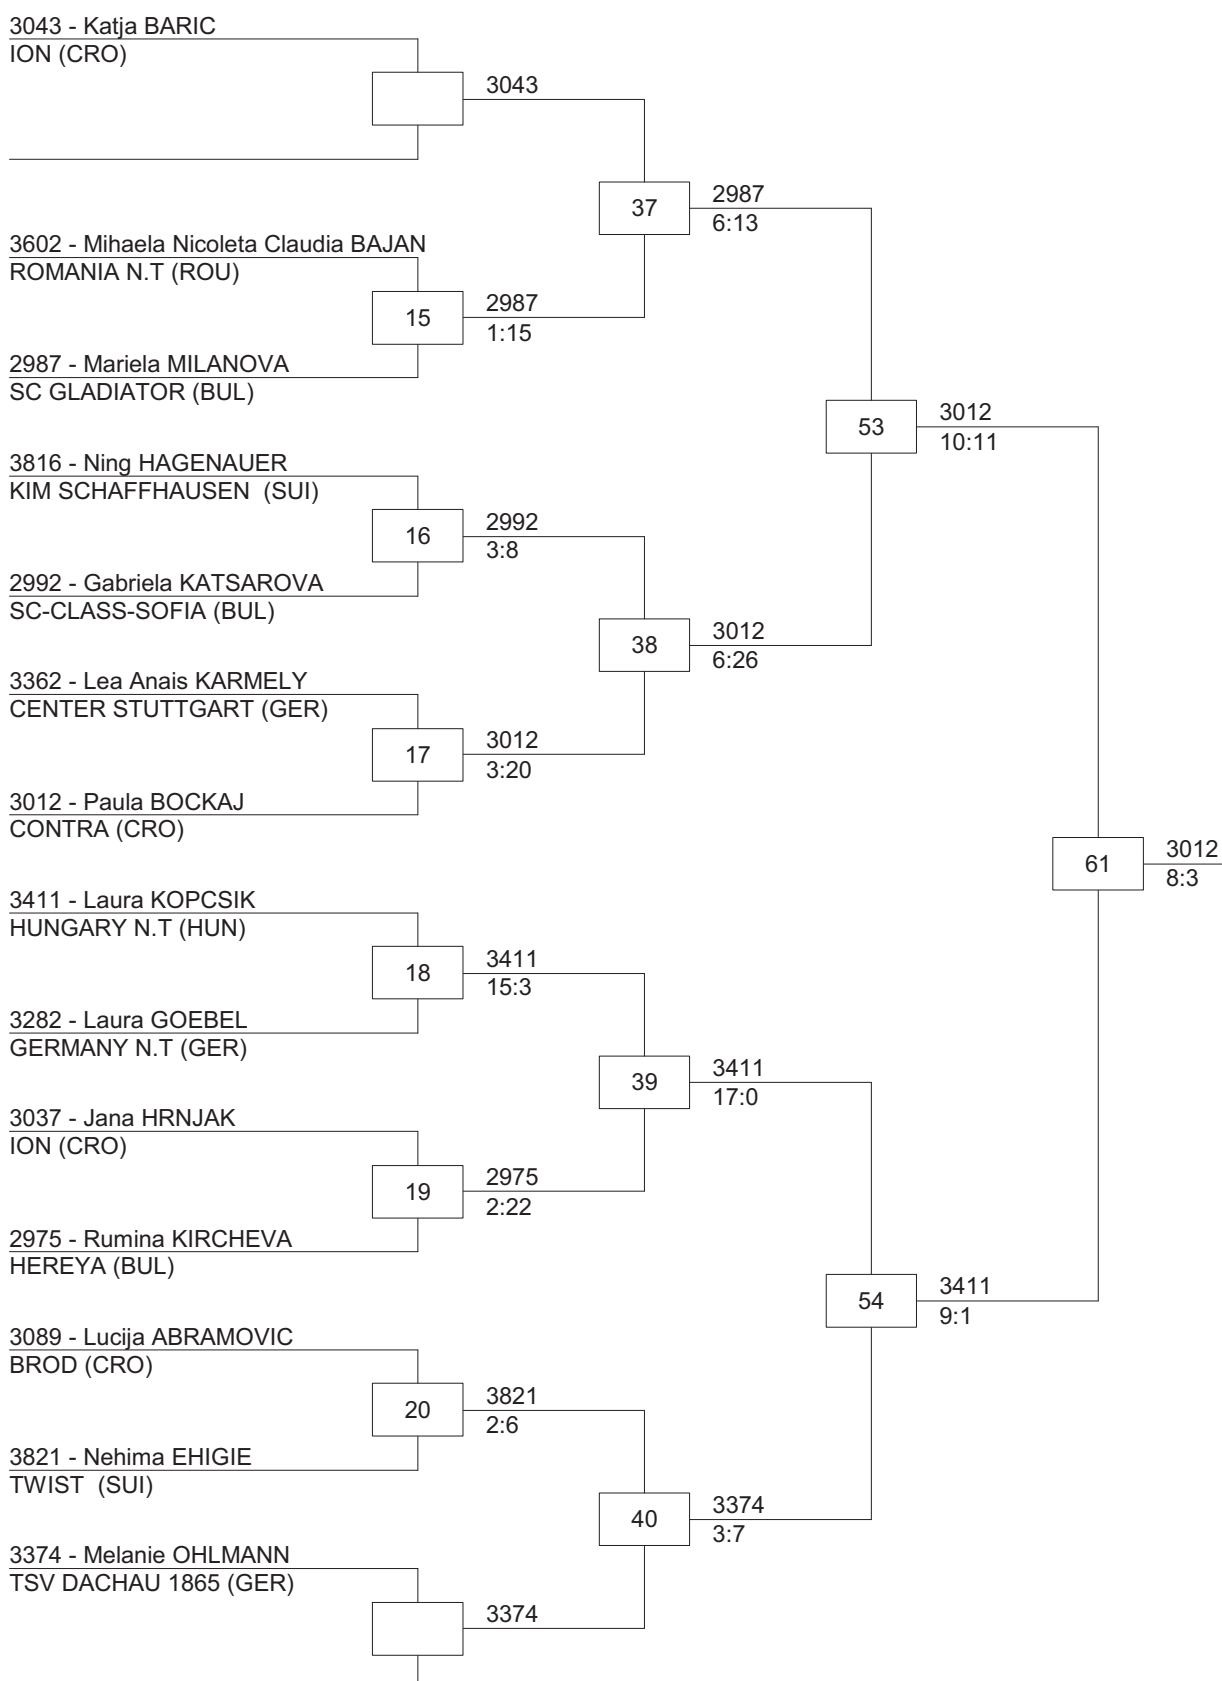 3043 - Katja BARIC
ION (CRO)
3043
37
2987
6:13
3602 - Mihaela Nicoleta Claudia BAJAN
ROMANIA N.T (ROU)
15
2987
1:15
2987 - Mariela MILANOVA
SC GLADIATOR (BUL)
53
3012
10:11
3816 - Ning HAGENAUER
KIM SCHAFFHAUSEN  (SUI)
16
2992
3:8
2992 - Gabriela KATSAROVA
SC-CLASS-SOFIA (BUL)
38
3012
6:26
3362 - Lea Anais KARMELY
CENTER STUTTGART (GER)
17
3012
3:20
3012 - Paula BOCKAJ
CONTRA (CRO)
61
3012
8:3
3411 - Laura KOPCSIK
HUNGARY N.T (HUN)
18
3411
15:3
3282 - Laura GOEBEL
GERMANY N.T (GER)
39
3411
17:0
3037 - Jana HRNJAK
ION (CRO)
19
2975
2:22
2975 - Rumina KIRCHEVA
HEREYA (BUL)
54
3411
9:1
3089 - Lucija ABRAMOVIC
BROD (CRO)
20
3821
2:6
3821 - Nehima EHIGIE
TWIST  (SUI)
40
3374
3:7
3374 - Melanie OHLMANN
TSV DACHAU 1865 (GER)
3374